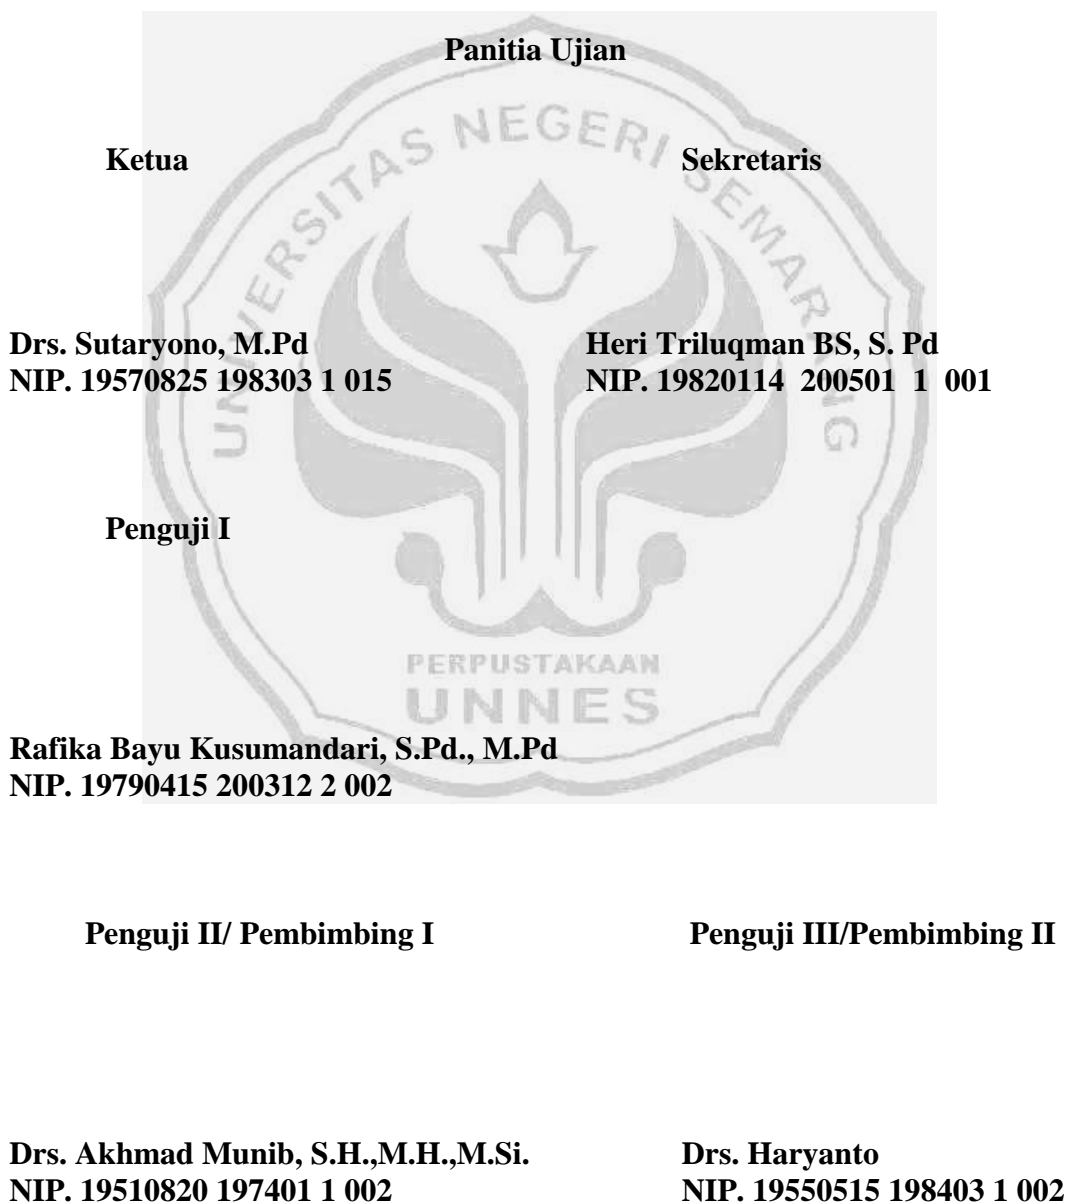 Panitia Ujian
Ketua
Sekretaris
Drs. Sutaryono, M.Pd
NIP. 19570825 198303 1 015
Heri Triluqman BS, S. Pd
NIP. 19820114 200501 1 001
Penguji I
Rafika Bayu Kusumandari, S.Pd., M.Pd
NIP. 19790415 200312 2 002
Penguji II/ Pembimbing I
Penguji III/Pembimbing II
Drs. Akhmad Munib, S.H.,M.H.,M.Si.
NIP. 19510820 197401 1 002
Drs. Haryanto
NIP. 19550515 198403 1 002
UNIVERSITAS NEGERI SEMARANG
PERPUSTAKAAN
UNNES